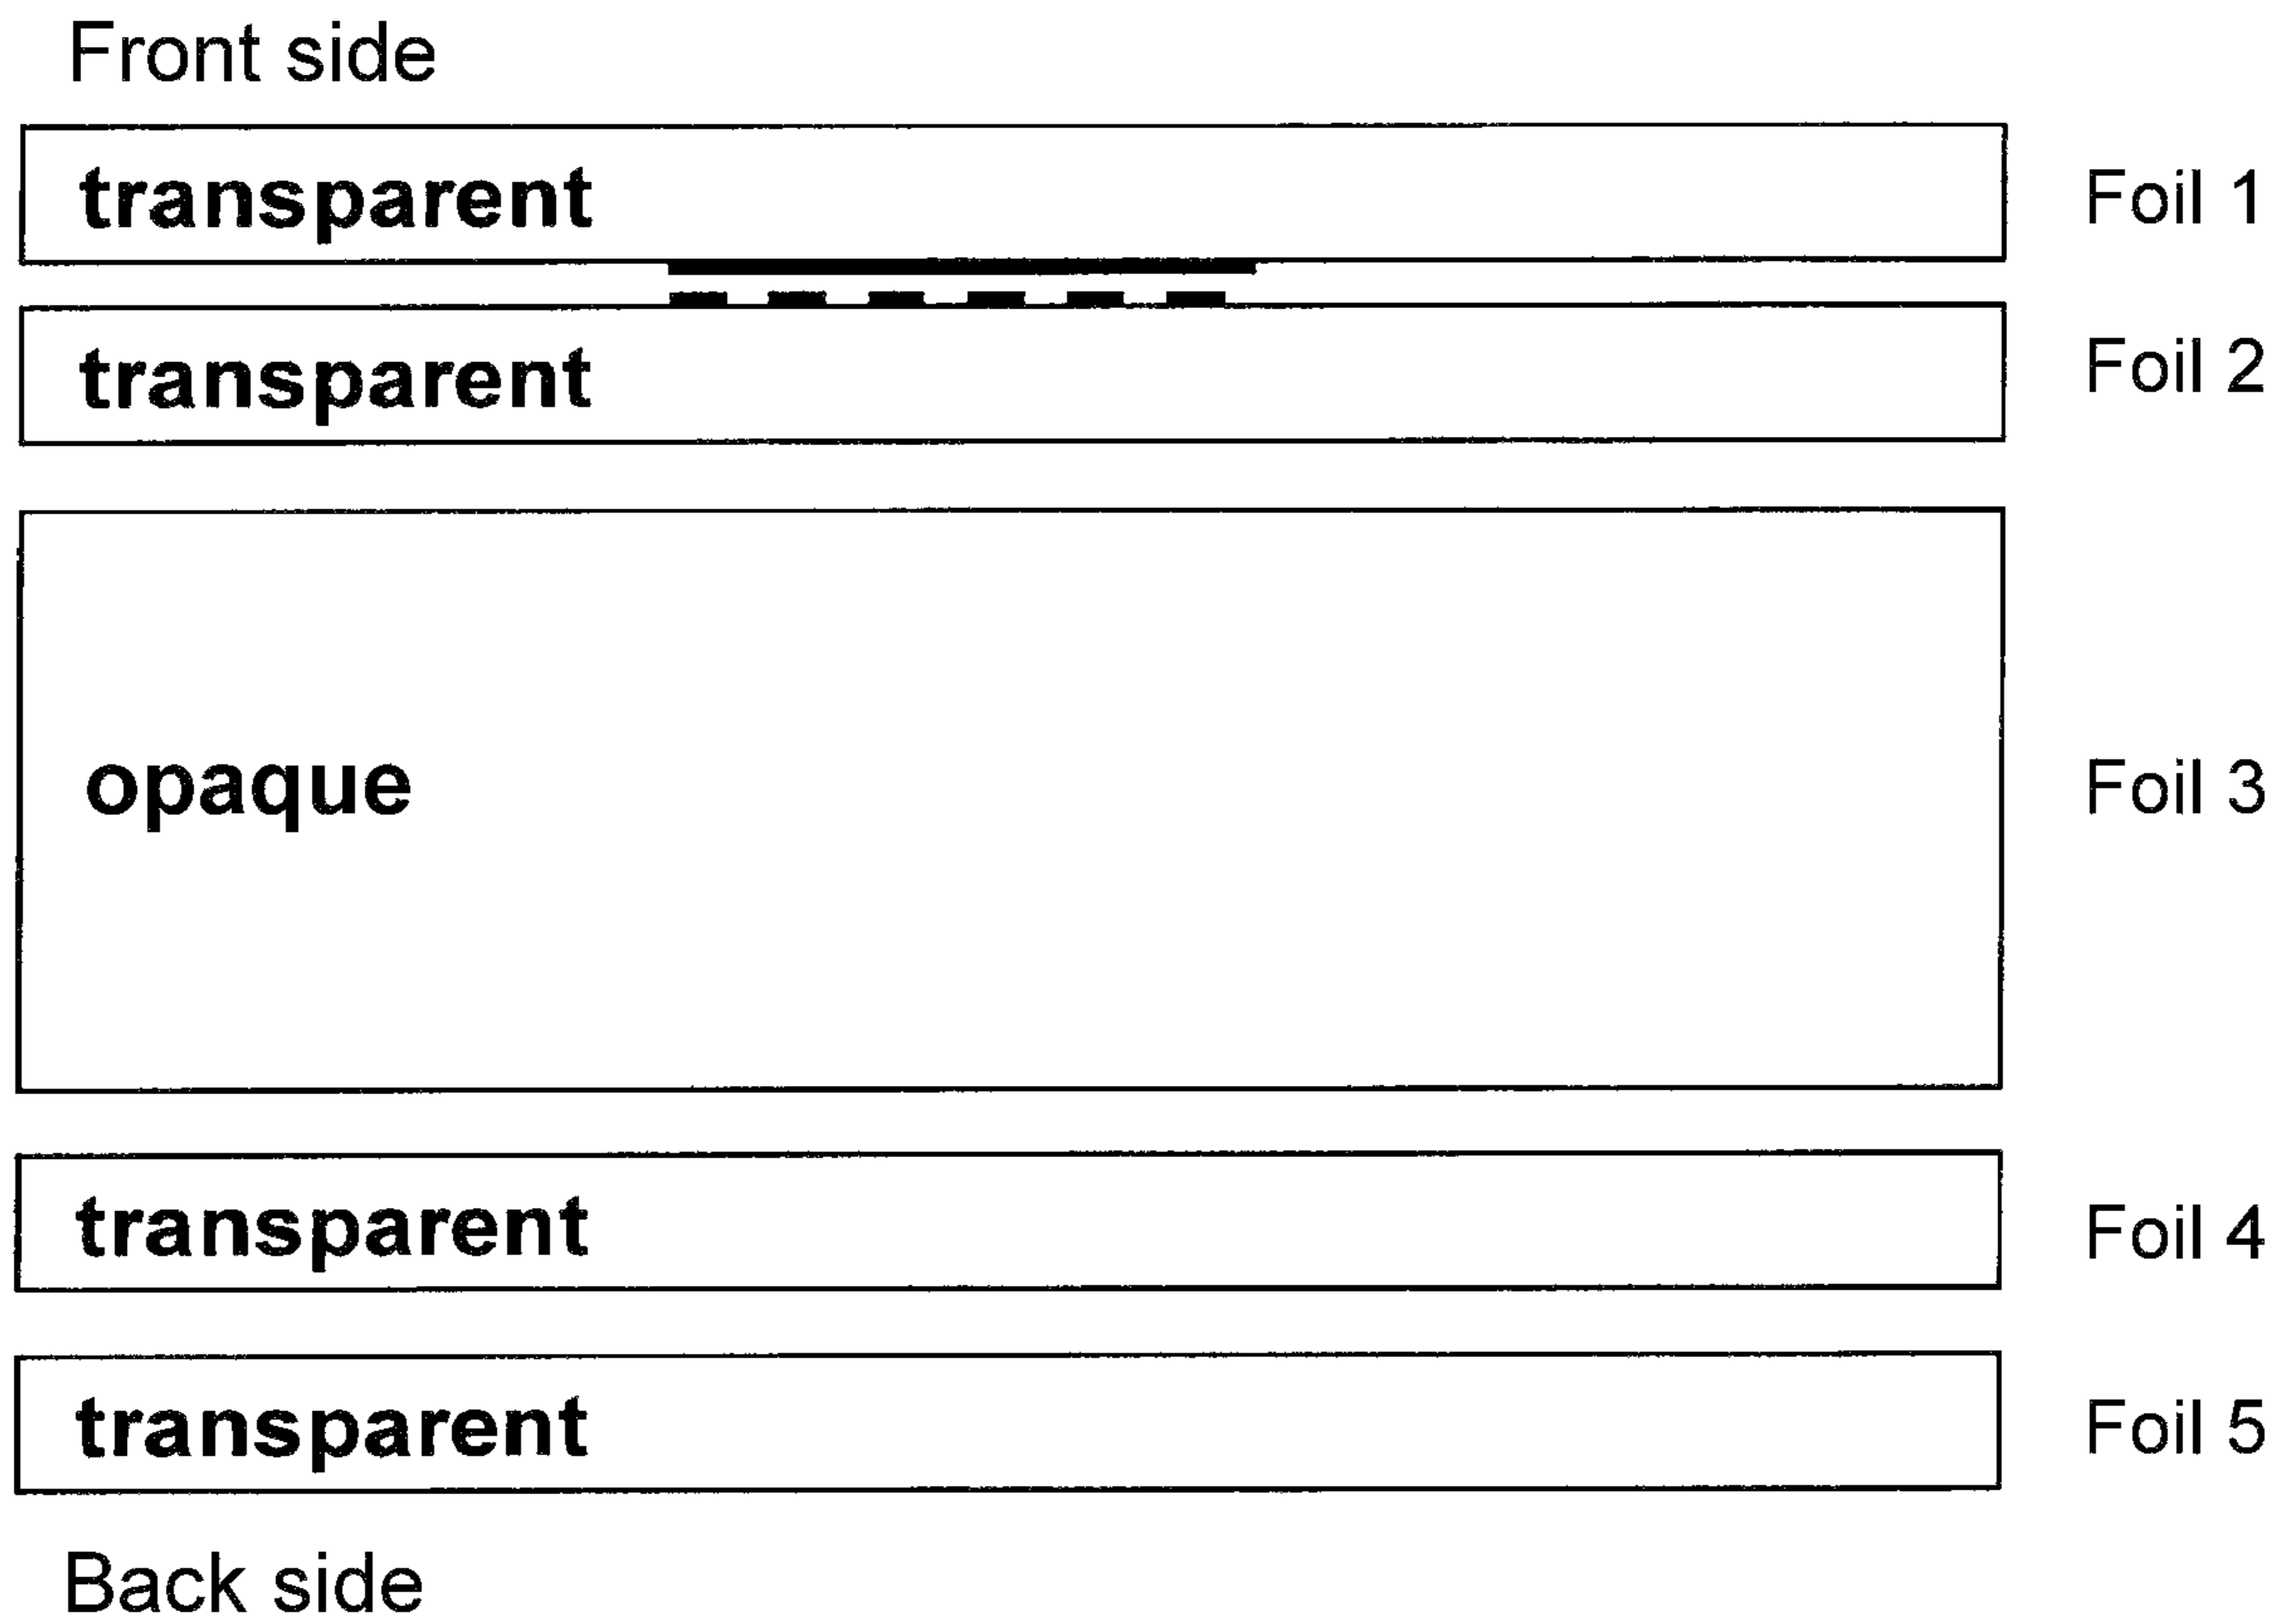 Front side
transparent Foil 1
transparent Foil 2
opaque Foil 3
transparent Foil 4
transparent Foil 5
Back side